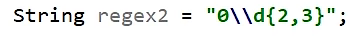 String regex2 = "0\\d{2,3}";